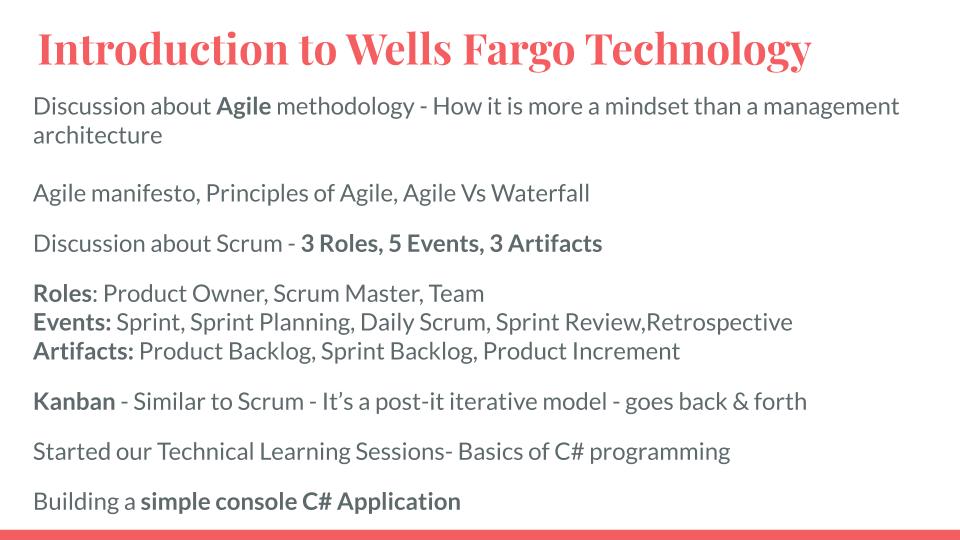 Introduction to Wells Fargo Technology
Discussion about Agile methodology - How it is more a mindset than a management
architecture
Agile manifesto, Principles of Agile, Agile Vs Waterfall
Discussion about Scrum - 3 Roles, 5 Events, 3 Artifacts
Roles: Product Owner, Scrum Master, Team
Events: Sprint, Sprint Planning, Daily Scrum, Sprint Review,Retrospective
Artifacts: Product Backlog, Sprint Backlog, Product Increment
Kanban - Similar to Scrum - It’s a post-it iterative model - goes back & forth
Started our Technical Learning Sessions- Basics of C# programming
Building a simple console C# Application